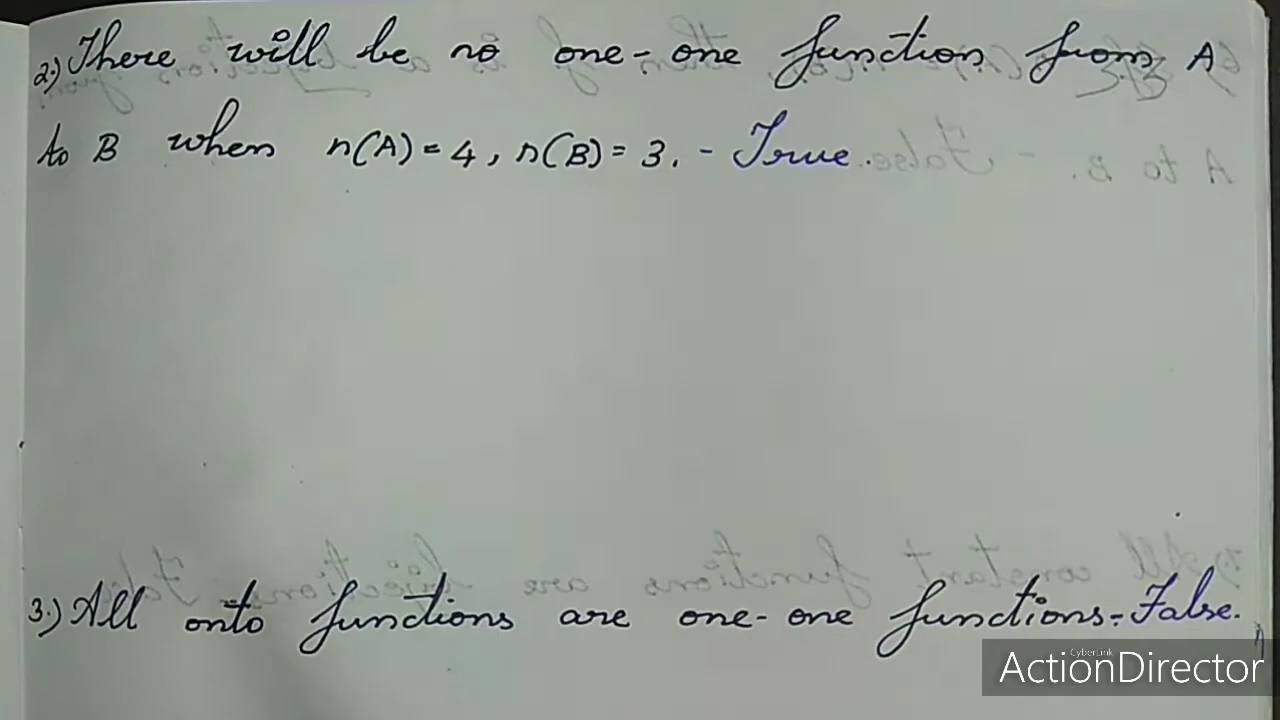 2.) There will be no one-one function from A
to B when n(A) = 4, n(B) = 3. - True.
3.) All onto functions are one-one functions - False.
CyberLink
ActionDirector